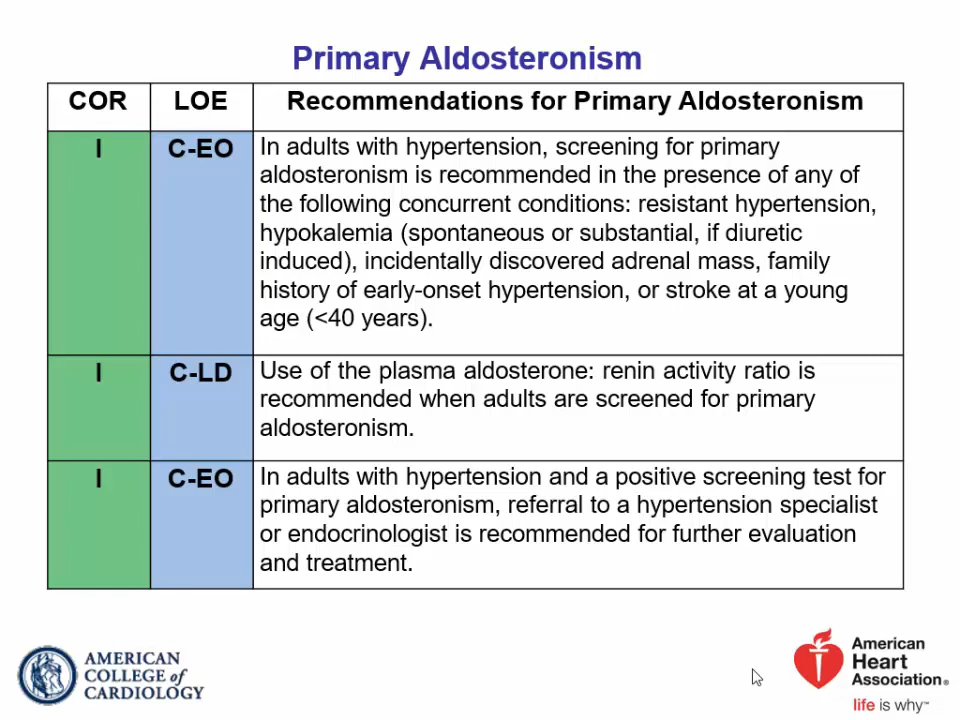 Primary Aldosteronism
COR LOE Recommendations for Primary Aldosteronism
I C-EO In adults with hypertension, screening for primary
aldosteronism is recommended in the presence of any of
the following concurrent conditions: resistant hypertension,
hypokalemia (spontaneous or substantial, if diuretic
induced), incidentally discovered adrenal mass, family
history of early-onset hypertension, or stroke at a young
age (<40 years).
I C-LD Use of the plasma aldosterone: renin activity ratio is
recommended when adults are screened for primary
aldosteronism.
I C-EO In adults with hypertension and a positive screening test for
primary aldosteronism, referral to a hypertension specialist
or endocrinologist is recommended for further evaluation
and treatment.
AMERICAN
COLLEGE of
CARDIOLOGY
American
Heart
Association®
life is why™